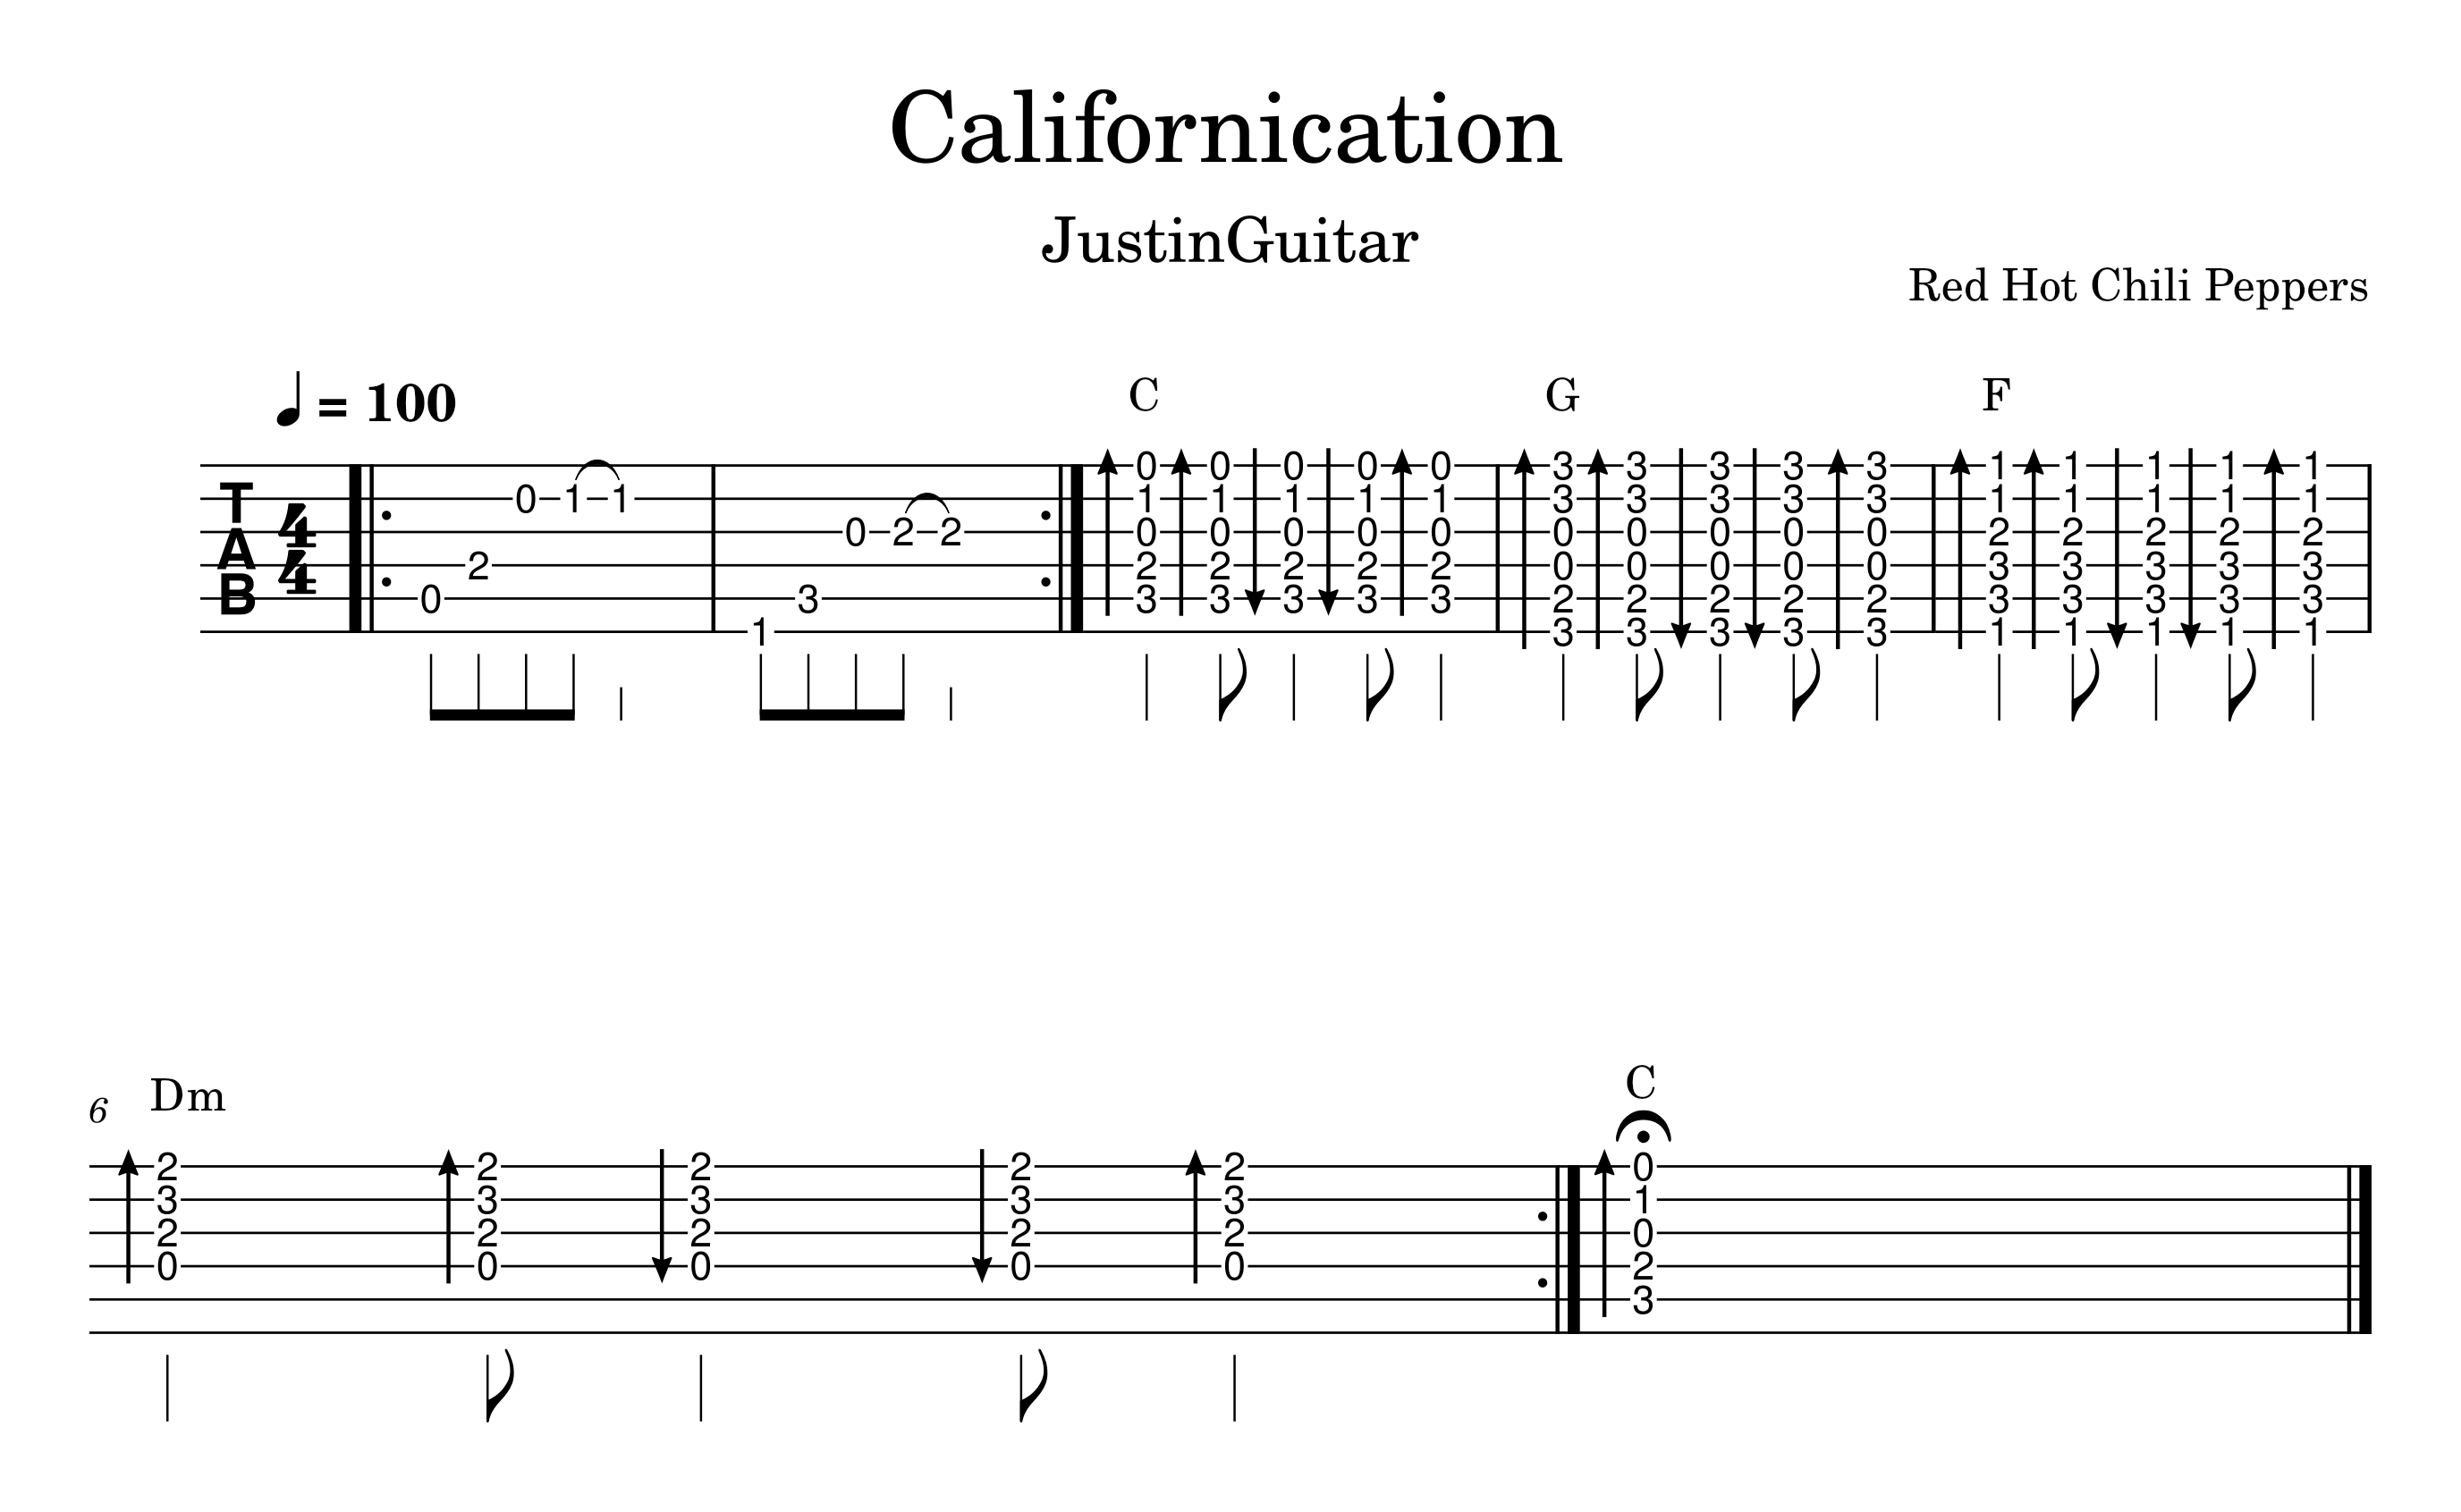 Californication
JustinGuitar
Red Hot Chili Peppers
♩ = 100
C G F
TAB
4
4
0 2 0 1 1 1 3 0 2 2
0 0 0 0 0 3 3 3 3 3 1 1 1 1 1
1 1 1 1 1 3 3 3 3 3 1 1 1 1 1
0 0 0 0 0 0 0 0 0 0 2 2 2 2 2
2 2 2 2 2 0 0 0 0 0 3 3 3 3 3
3 3 3 3 3 2 2 2 2 2 3 3 3 3 3
3 3 3 3 3 1 1 1 1 1
6 Dm C
2 2 2 2 2 0
3 3 3 3 3 1
2 2 2 2 2 0
0 0 0 0 0 2
3